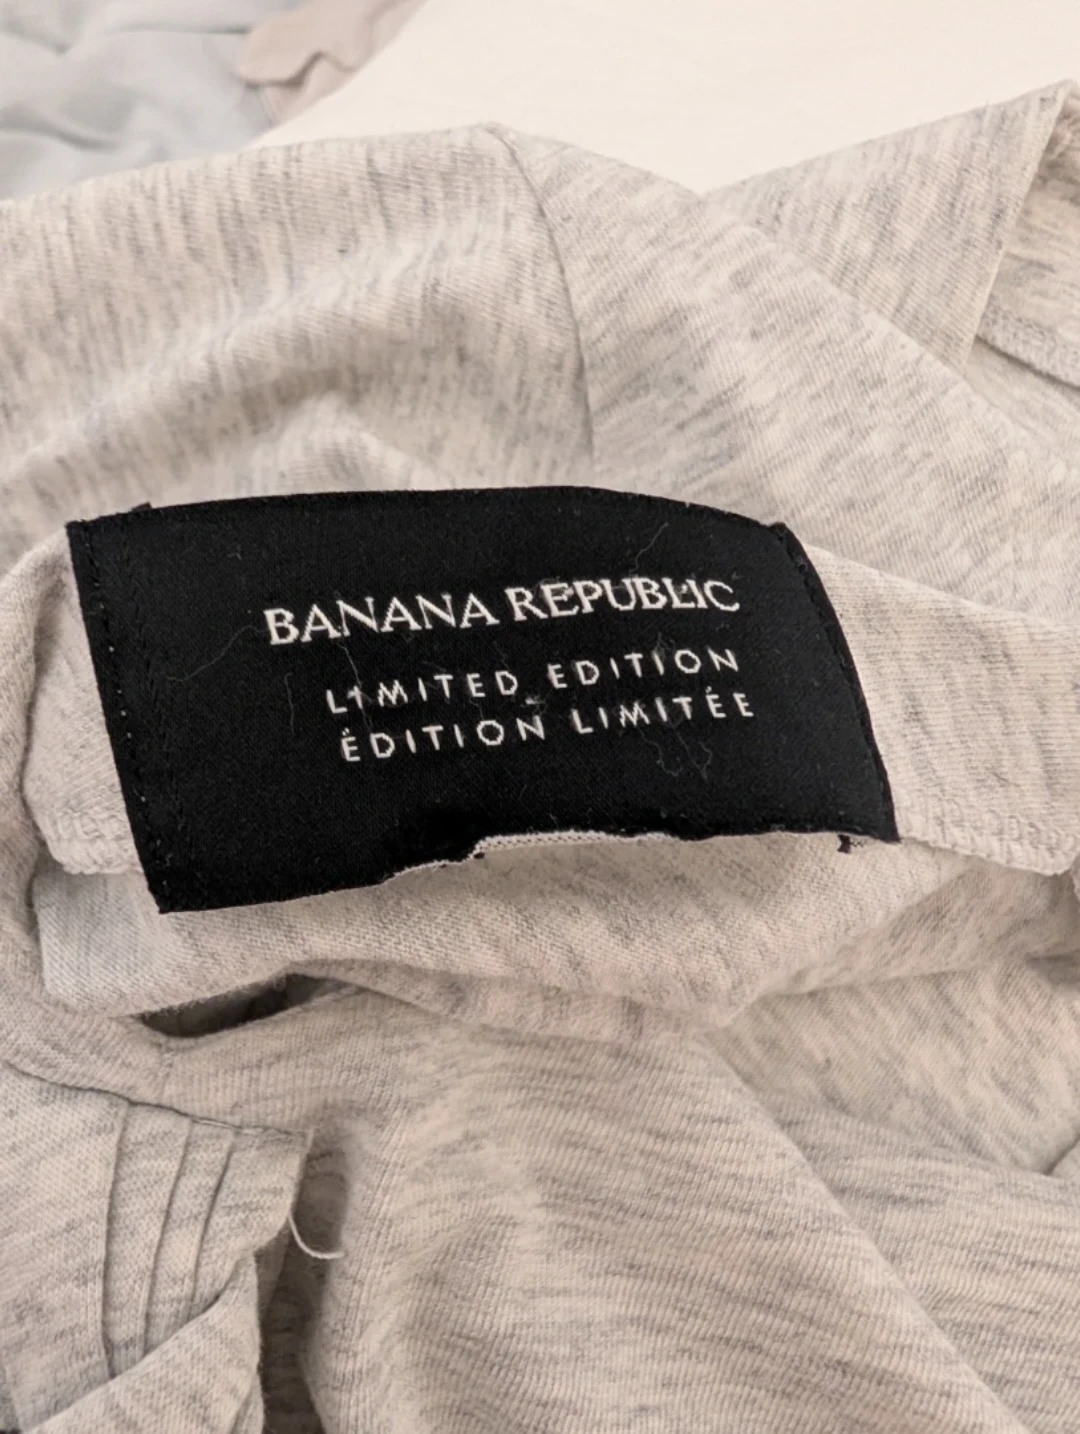 BANANA REPUBLIC
LIMITED EDITION
ÉDITION LIMITÉE